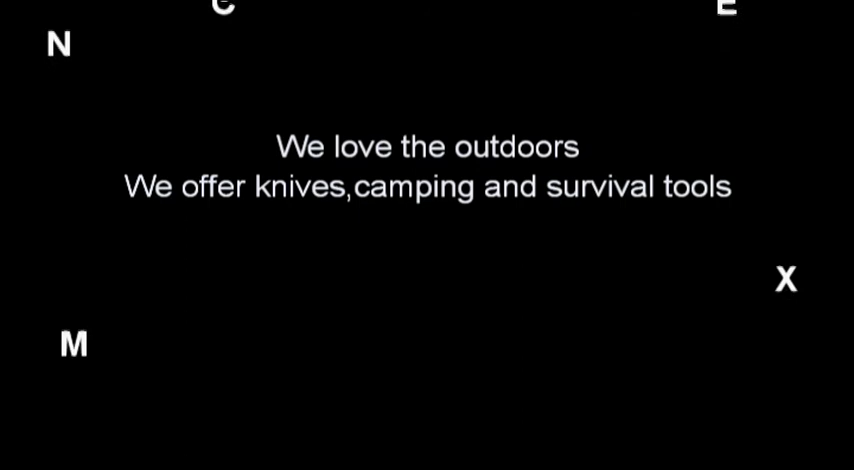 C E
N
We love the outdoors
We offer knives,camping and survival tools
X
M